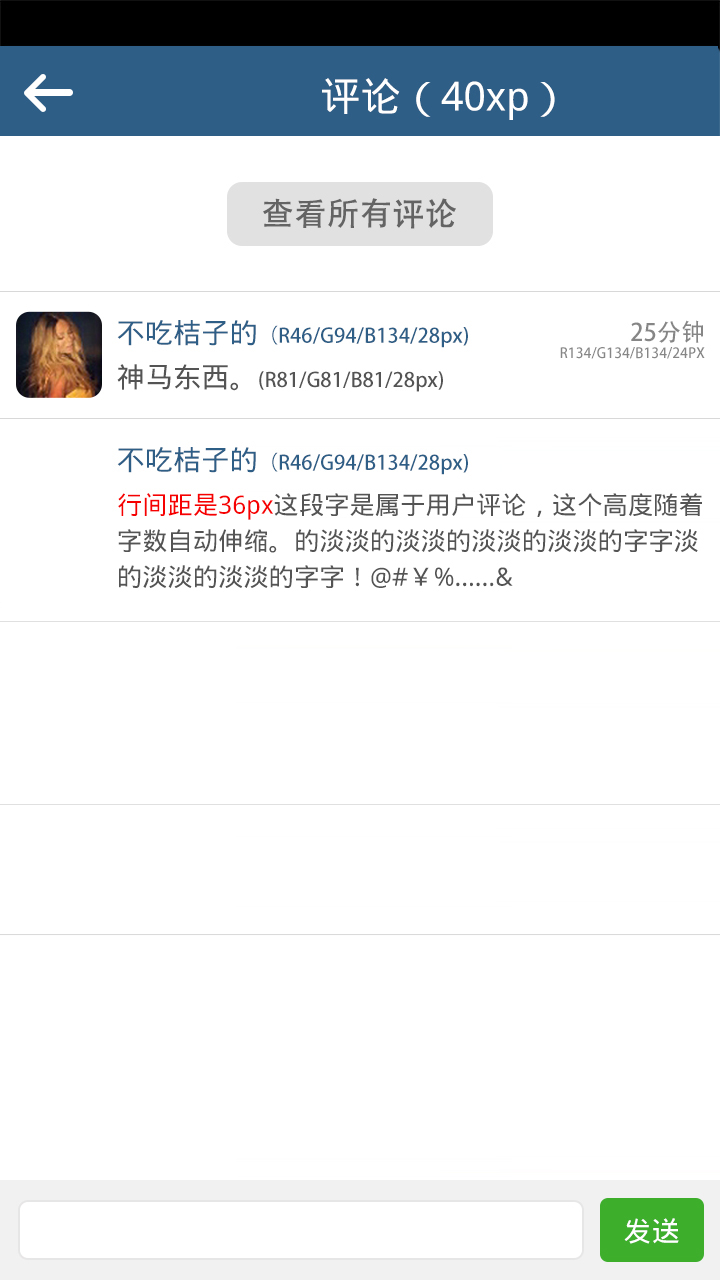 评论（40xp）
查看所有评论
不吃桔子的（R46/G94/B134/28px)
25分钟
R134/G134/B134/24PX
神马东西。(R81/G81/B81/28px)
不吃桔子的（R46/G94/B134/28px)
行间距是36px这段字是属于用户评论，这个高度随着
字数自动伸缩。的淡淡的淡淡的淡淡的淡淡的字字淡
的淡淡的淡淡的字字！@#￥%......&
发送